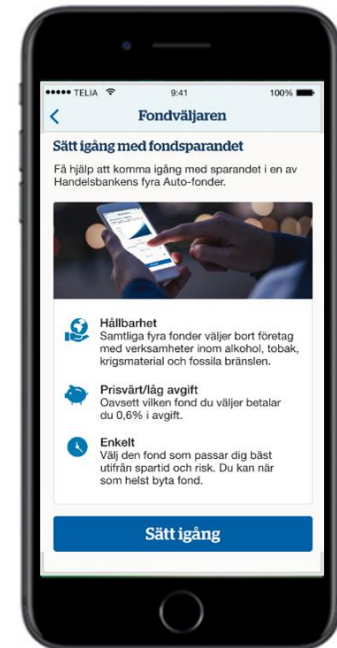 TELIA 9:41 100%
Fondväljaren
Sätt igång med fondsparandet
Få hjälp att komma igång med sparandet i en av
Handelsbankens fyra Auto-fonder.
Hållbarhet
Samtliga fyra fonder väljer bort företag
med verksamheter inom alkohol, tobak,
krigsmaterial och fossila bränslen.
Prisvärt/låg avgift
Oavsett vilken fond du väljer betalar
du 0,6% i avgift.
Enkelt
Välj den fond som passar dig bäst
utifrån spartid och risk. Du kan när
som helst byta fond.
Sätt igång